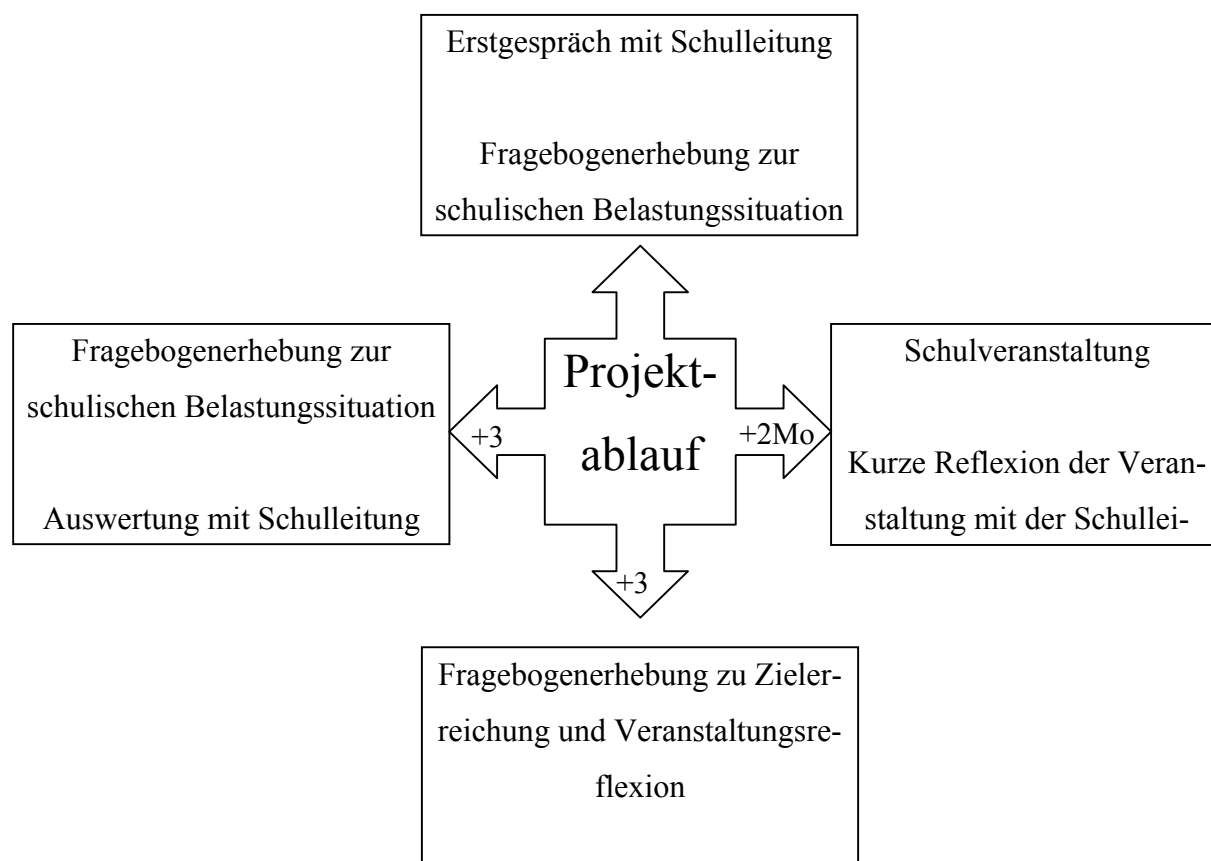 Erstgespräch mit Schulleitung
Fragebogenerhebung zur
schulischen Belastungssituation
Fragebogenerhebung zur
schulischen Belastungssituation
Auswertung mit Schulleitung
+3
Projekt-
ablauf
+2Mo
Schulveranstaltung
Kurze Reflexion der Veran-
staltung mit der Schullei-
+3
Fragebogenerhebung zu Zieler-
reichung und Veranstaltungsre-
flexion